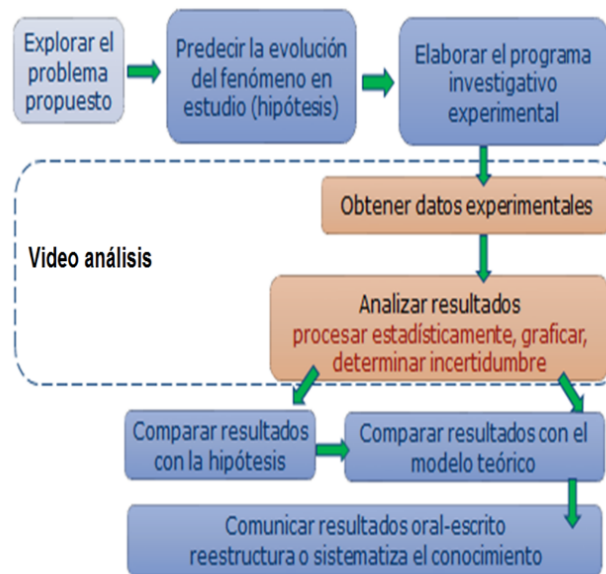 Explorar el
problema
propuesto
Predecir la evolución
del fenómeno en
estudio (hipótesis)
Elaborar el programa
investigativo
experimental
Obtener datos experimentales
Video análisis
Analizar resultados
procesar estadísticamente, graficar,
determinar incertidumbre
Comparar resultados
con la hipótesis
Comparar resultados con el
modelo teórico
Comunicar resultados oral-escrito
reestructura o sistematiza el conocimiento